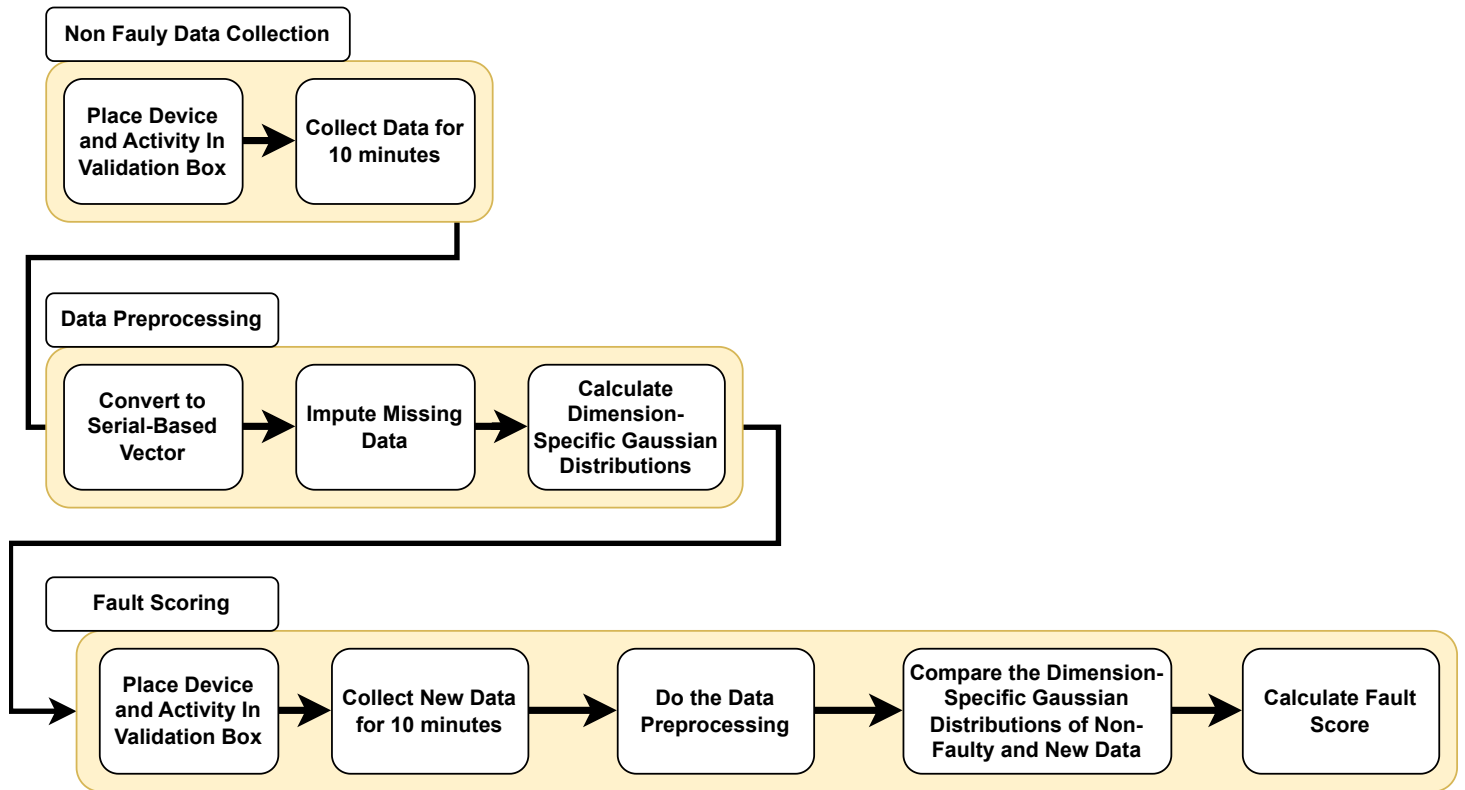 Non Fauly Data Collection
Place Device
and Activity In
Validation Box
Collect Data for
10 minutes
Data Preprocessing
Convert to
Serial-Based
Vector
Impute Missing
Data
Calculate
Dimension-
Specific Gaussian
Distributions
Fault Scoring
Place Device
and Activity In
Validation Box
Collect New Data
for 10 minutes
Do the Data
Preprocessing
Compare the Dimension-
Specific Gaussian
Distributions of Non-
Faulty and New Data
Calculate Fault
Score